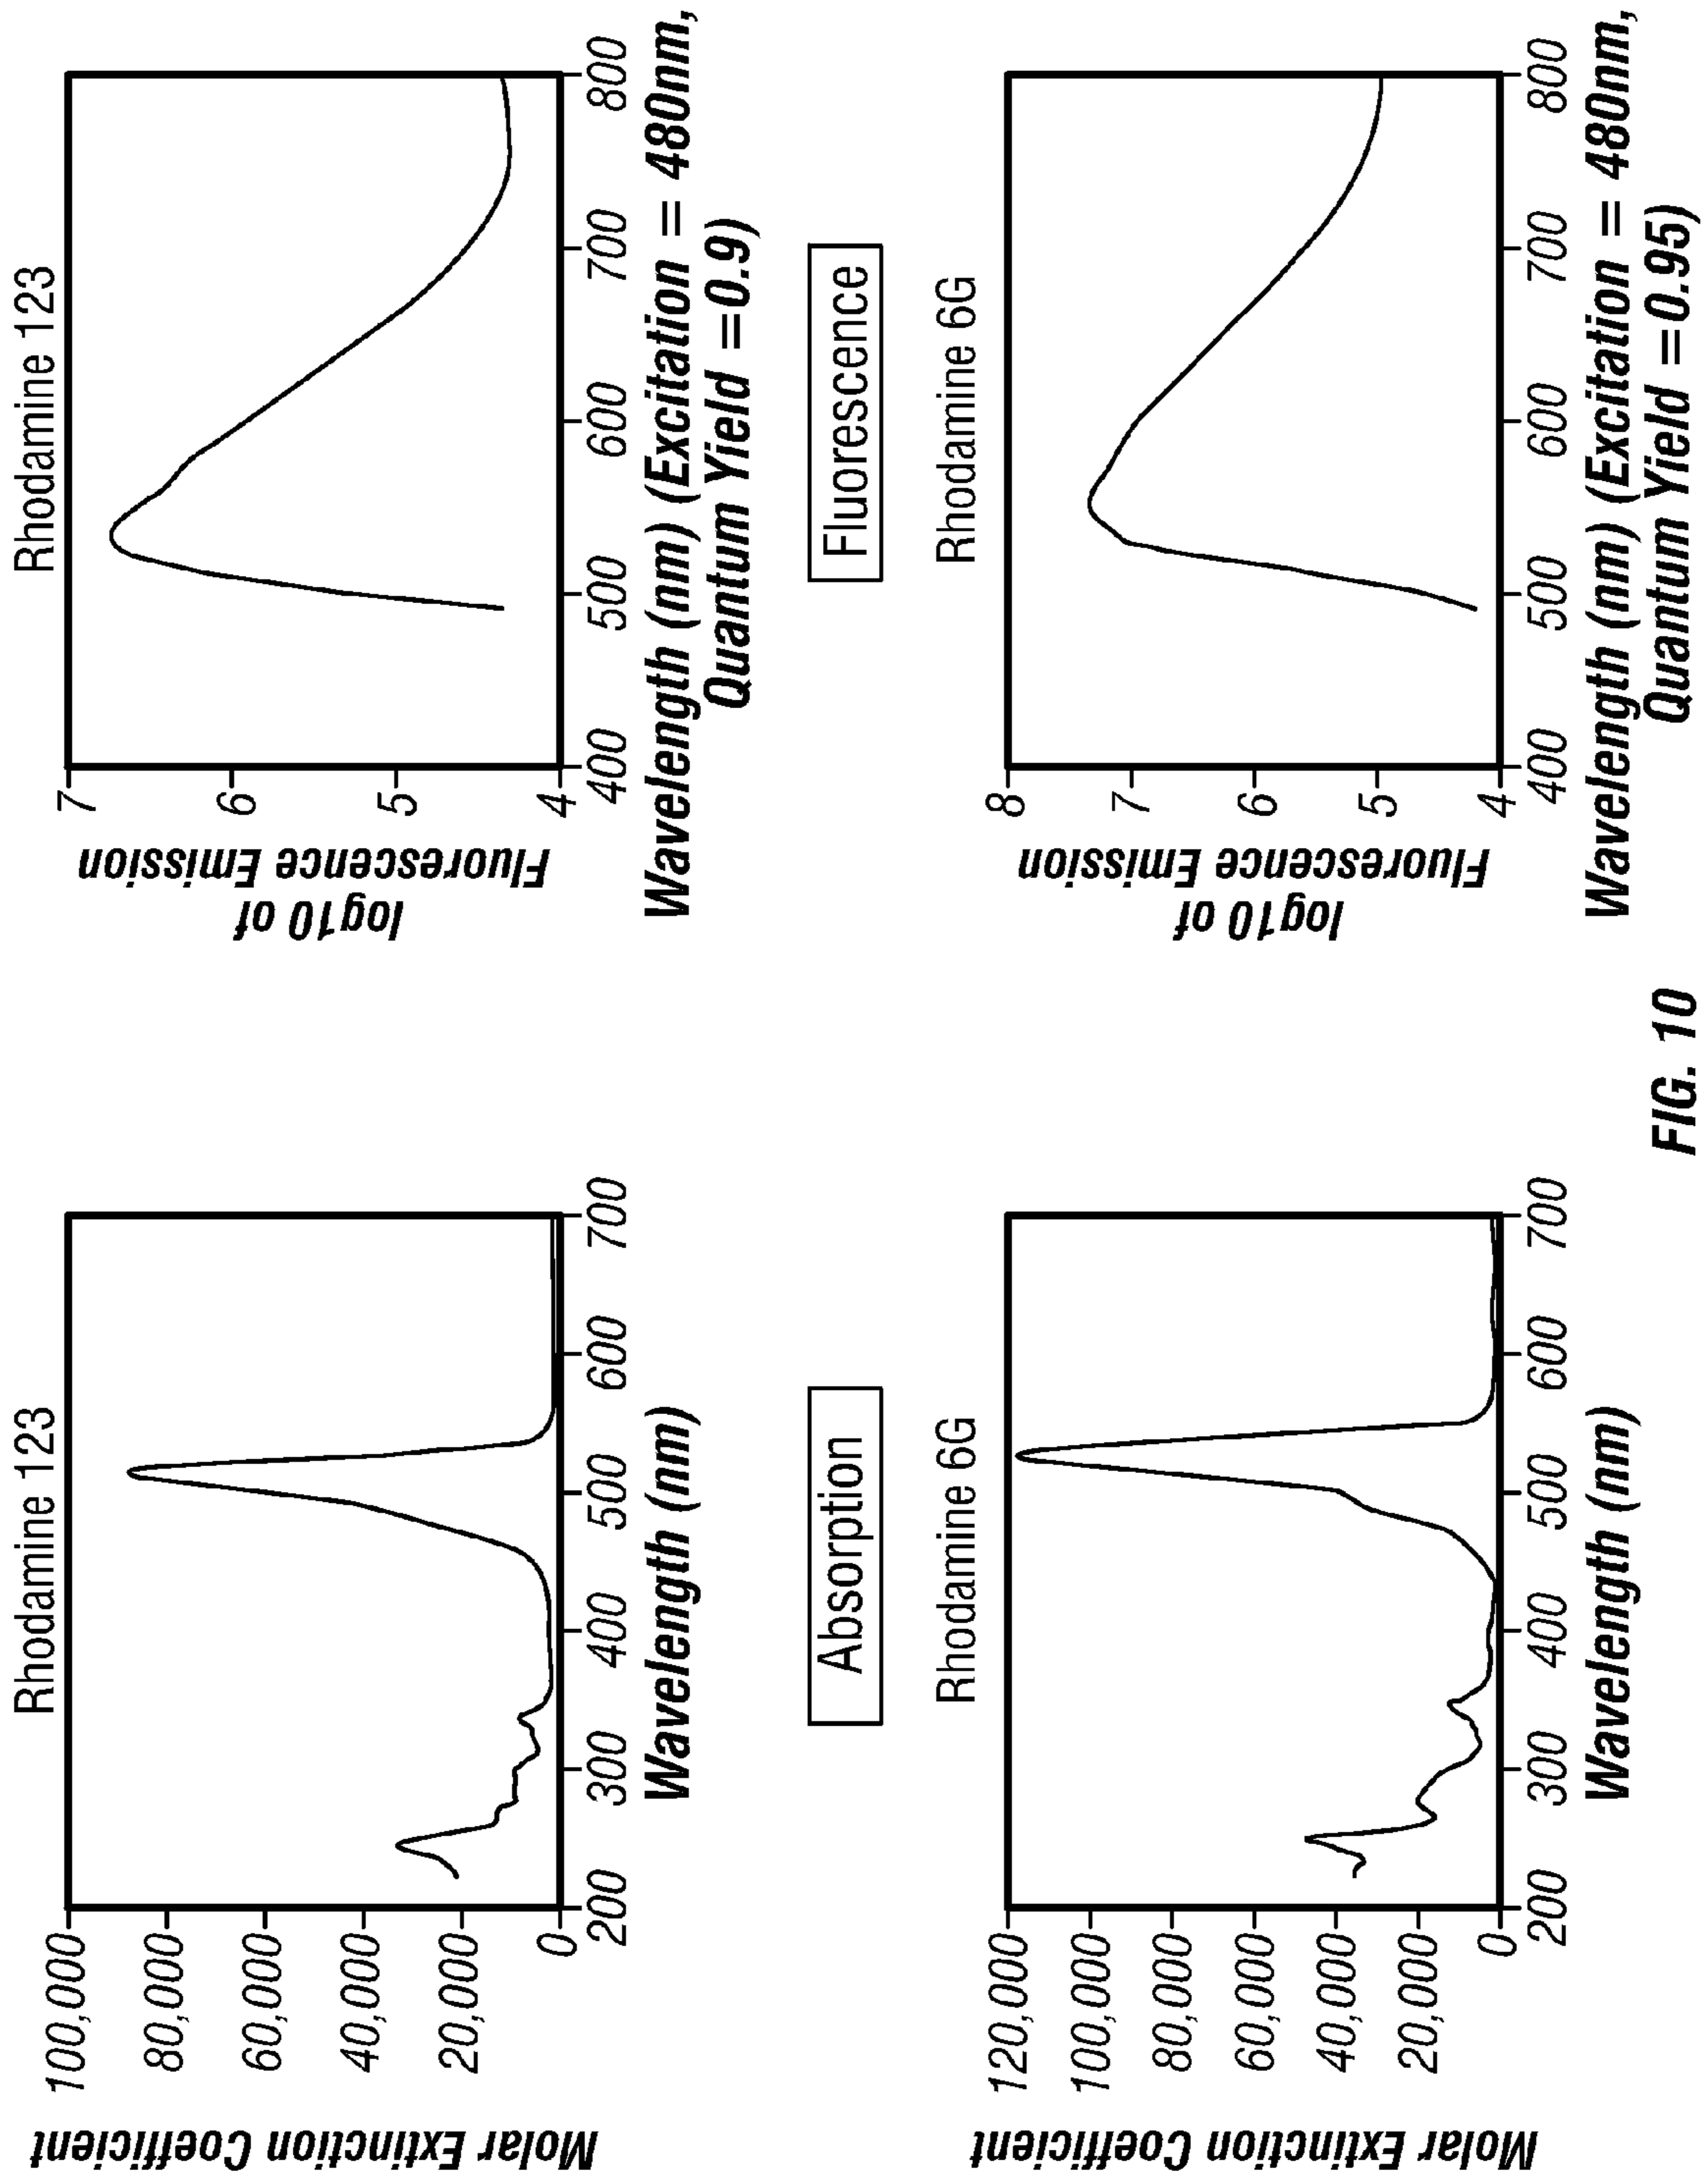 Rhodamine 123
Molar Extinction Coefficient
100,000
80,000
60,000
40,000
20,000
0
200 300 400 500 600 700
Wavelength (nm)
Rhodamine 123
log10 of
Fluorescence Emission
7
6
5
4
400 500 600 700 800
Wavelength (nm) (Excitation = 480nm,
Quantum Yield =0.9)
Absorption
Fluorescence
Rhodamine 6G
Molar Extinction Coefficient
120,000
100,000
80,000
60,000
40,000
20,000
0
200 300 400 500 600 700
Wavelength (nm)
Rhodamine 6G
log10 of
Fluorescence Emission
8
7
6
5
4
400 500 600 700 800
Wavelength (nm) (Excitation = 480nm,
Quantum Yield =0.95)
FIG. 10